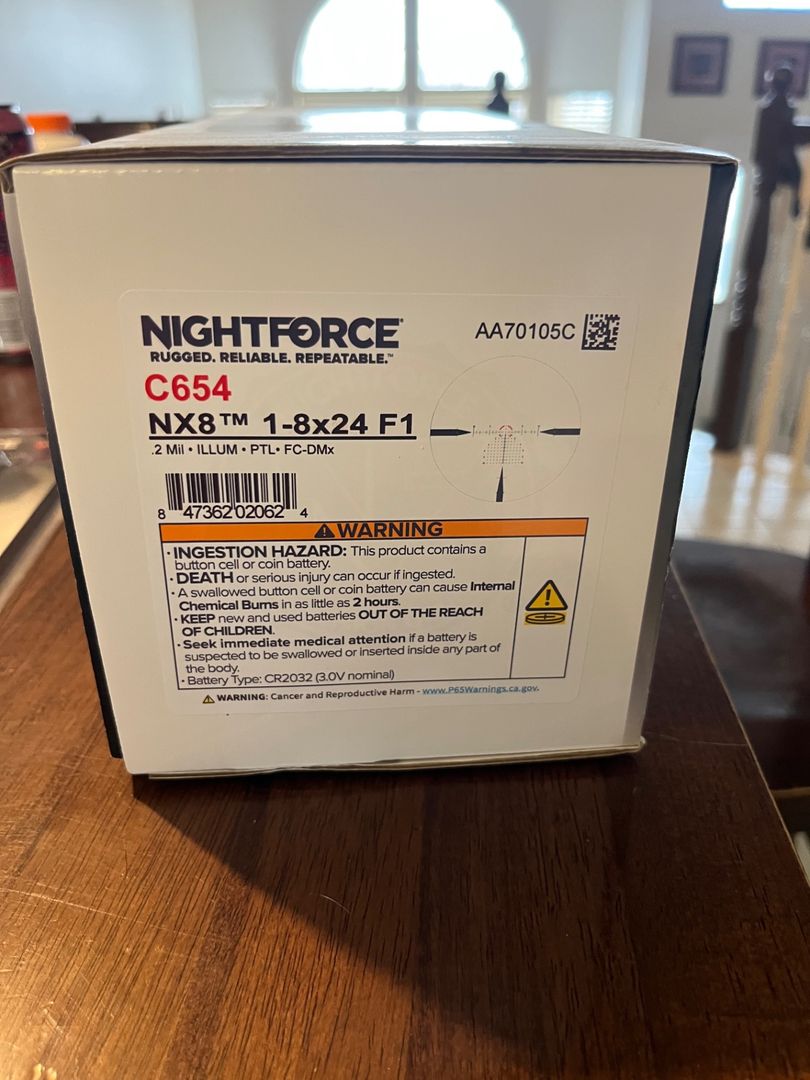 NIGHTFORCE®
RUGGED. RELIABLE. REPEATABLE.™
AA70105C
C654
NX8™ 1-8x24 F1
.2 Mil • ILLUM • PTL• FC-DMx
8 47362 02062 4
WARNING
• INGESTION HAZARD: This product contains a
button cell or coin battery.
• DEATH or serious injury can occur if ingested.
• A swallowed button cell or coin battery can cause Internal
Chemical Burns in as little as 2 hours.
• KEEP new and used batteries OUT OF THE REACH
OF CHILDREN.
• Seek immediate medical attention if a battery is
suspected to be swallowed or inserted inside any part of
the body.
• Battery Type: CR2032 (3.0V nominal)
WARNING: Cancer and Reproductive Harm - www.P65Warnings.ca.gov.